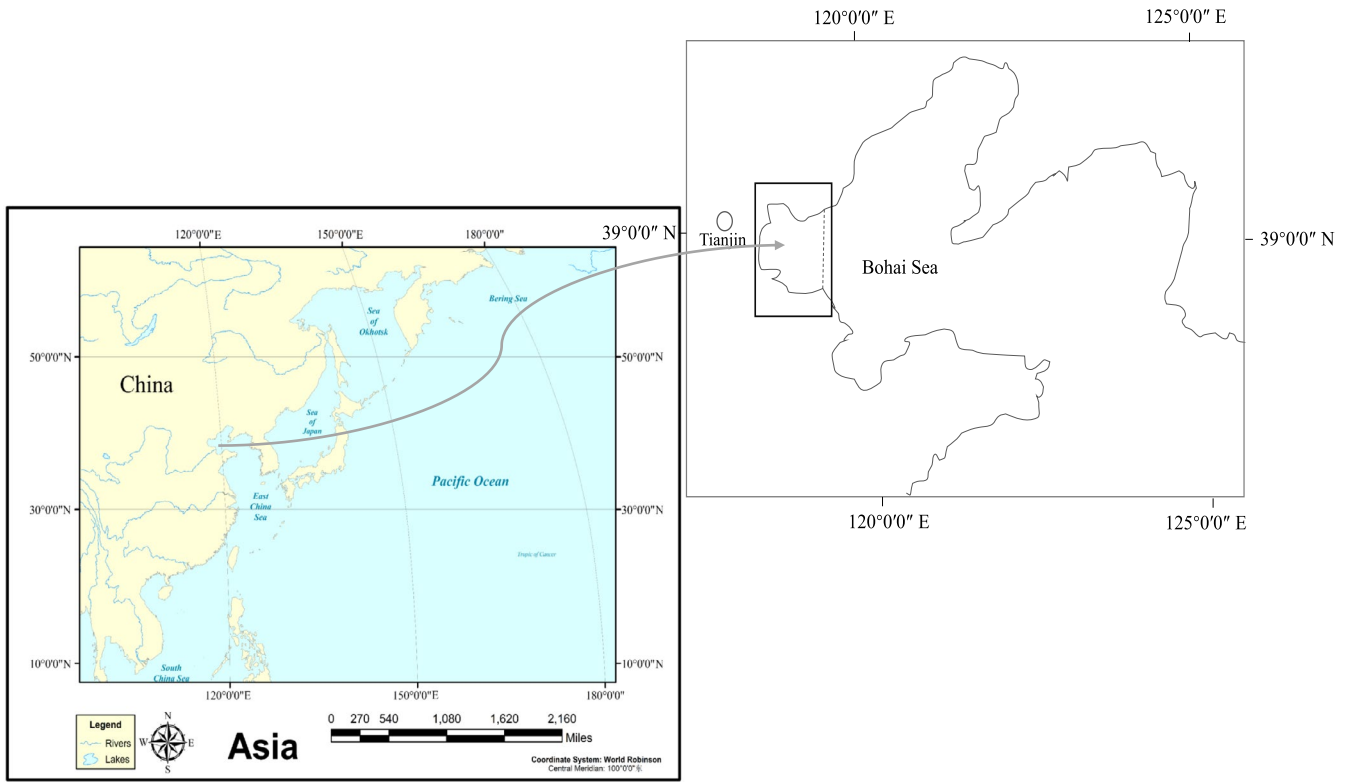 120°0'0" E
125°0'0" E
120°0'0"E
150°0'0"E
180°0'0"
39°0'0" N
Tianjin
39°0'0" N
Bohai Sea
Bering Sea
Sea
of
Okhotsk
50°0'0"N
50°0'0"N
China
Sea
of
Japan
Pacific Ocean
East
China
Sea
30°0'0"N
30°0'0"N
120°0'0" E
125°0'0" E
Tropic of Cancer
10°0'0"N
10°0'0"N
South
China Sea
120°0'0"E
150°0'0"E
180°0'0"
Legend
Rivers
Lakes
N
W
E
S
Asia
0 270 540 1,080 1,620 2,160
Miles
Coordinate System: World Robinson
Central Meridian: 100°0'0"东